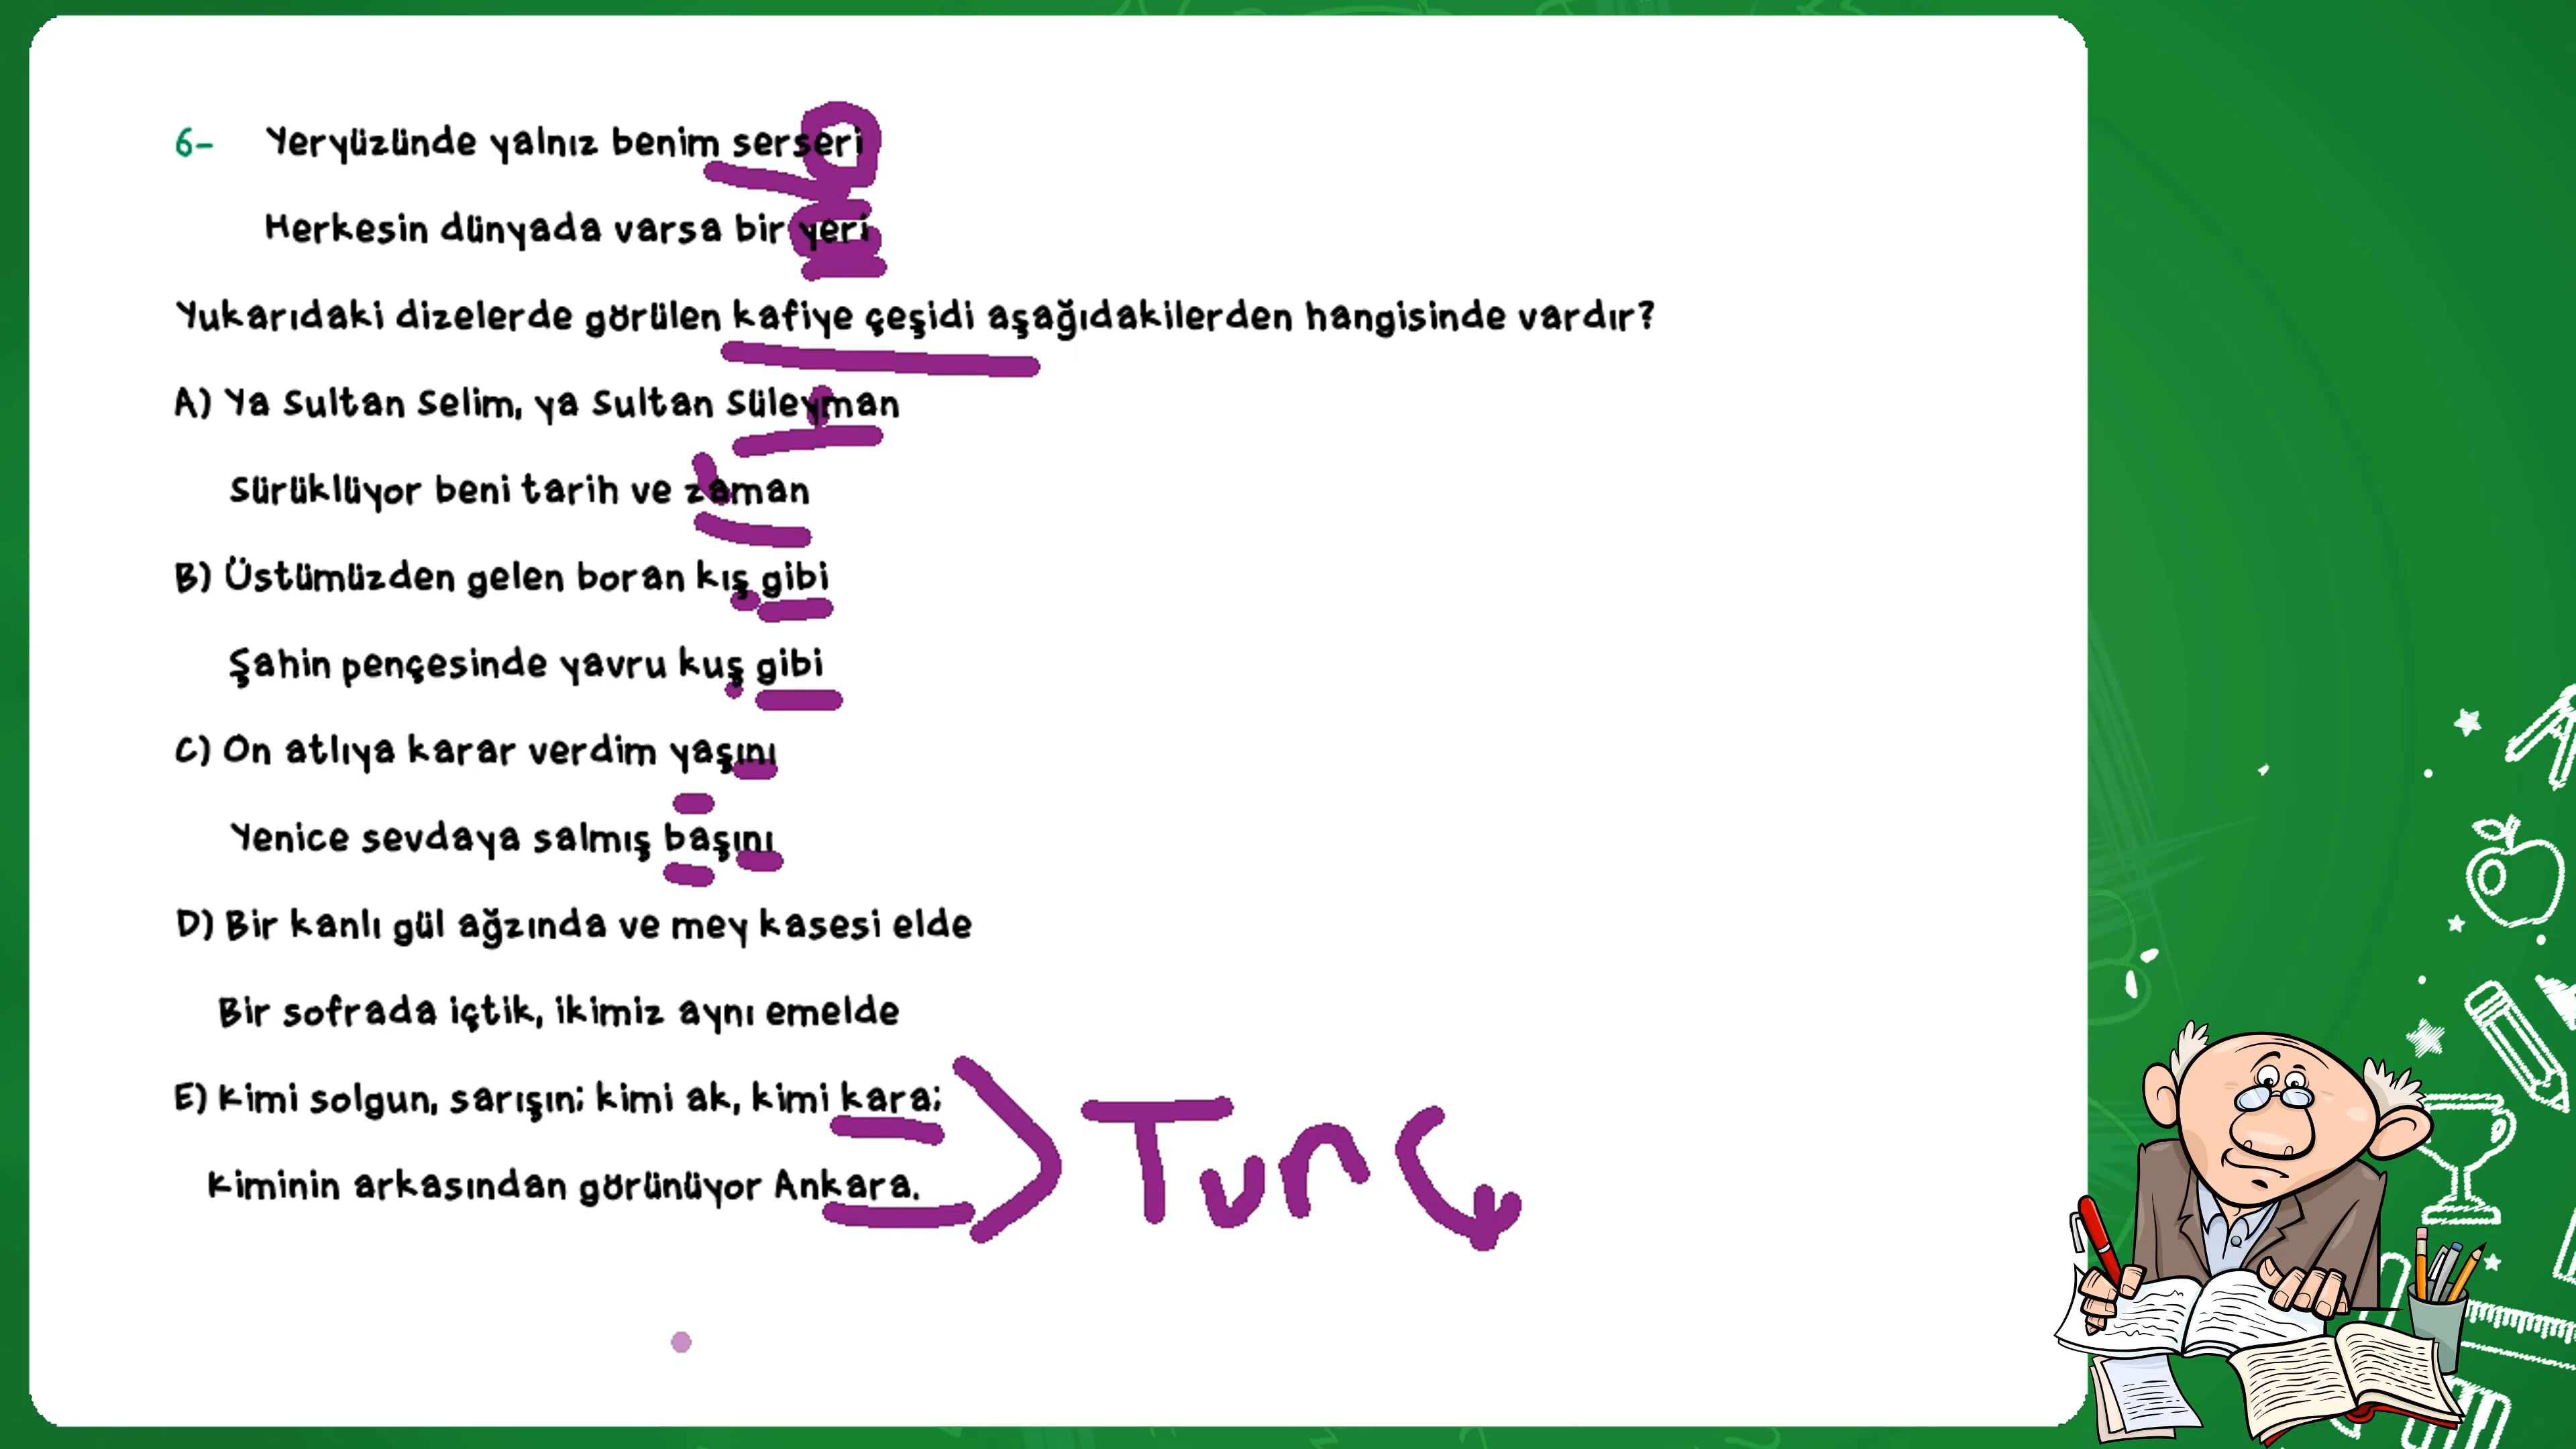 6- Yeryüzünde yalnız benim serseri
Herkesin dünyada varsa bir yeri
Yukarıdaki dizelerde görülen kafiye çeşidi aşağıdakilerden hangisinde vardır?
A) Ya Sultan Selim, ya Sultan Süleyman
Sürüklüyor beni tarih ve zaman
B) Üstümüzden gelen boran kış gibi
Şahin pençesinde yavru kuş gibi
C) On atlıya karar verdim yaşını
Yenice sevdaya salmış başını
D) Bir kanlı gül ağzında ve mey kasesi elde
Bir sofrada içtik, ikimiz aynı emelde
E) Kimi solgun, sarışın; kimi ak, kimi kara;
Kiminin arkasından görünüyor Ankara.
Tunç